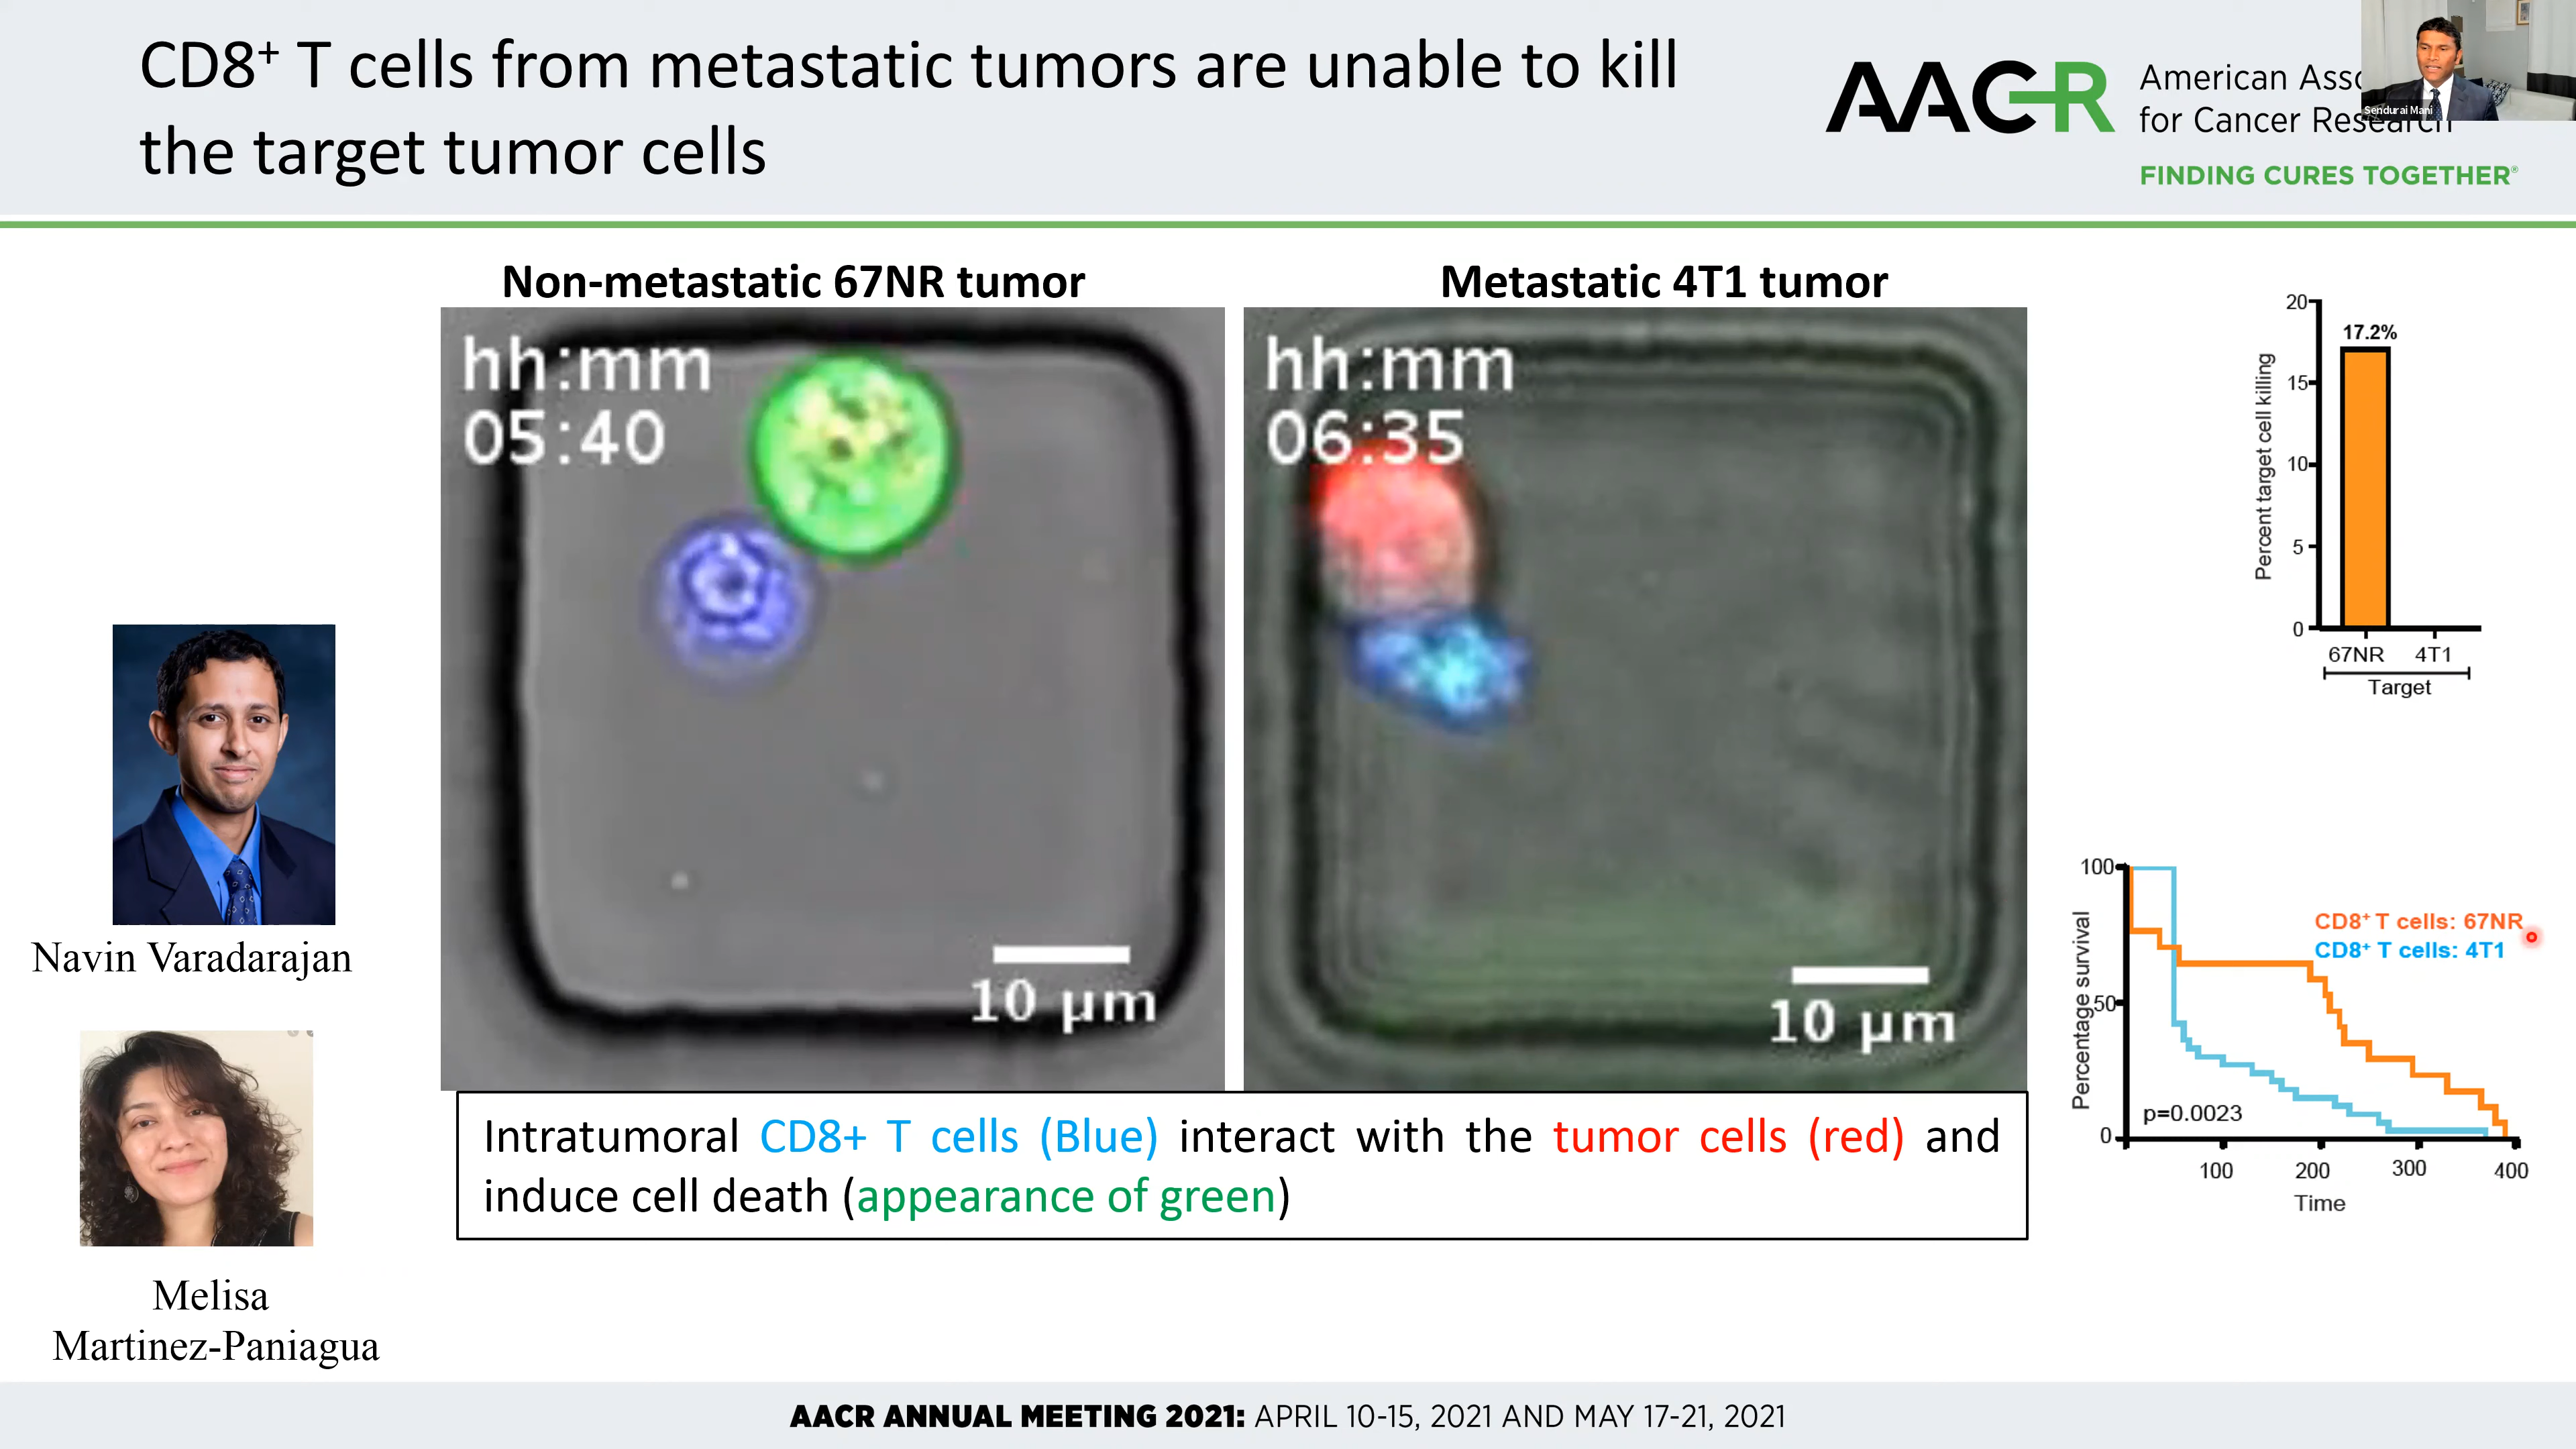 CD8⁺ T cells from metastatic tumors are unable to kill
the target tumor cells
AACR
American Asso
for Cancer Research
FINDING CURES TOGETHER®
Sendurai Mani
Non-metastatic 67NR tumor
Metastatic 4T1 tumor
hh:mm
05:40
10 µm
hh:mm
06:35
10 µm
20
17.2%
15
10
5
0
Percent target cell killing
67NR 4T1
Target
Navin Varadarajan
Melisa
Martinez-Paniagua
100
50
0
Percentage survival
CD8⁺ T cells: 67NR
CD8⁺ T cells: 4T1
p=0.0023
100 200 300 400
Time
Intratumoral CD8+ T cells (Blue) interact with the tumor cells (red) and
induce cell death (appearance of green)
AACR ANNUAL MEETING 2021: APRIL 10-15, 2021 AND MAY 17-21, 2021